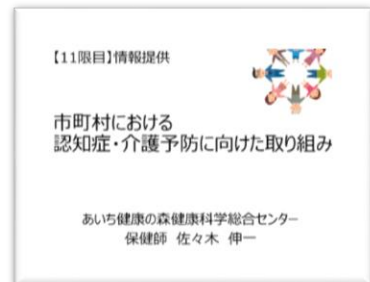 【11限目】情報提供
市町村における
認知症・介護予防に向けた取り組み
あいち健康の森健康科学総合センター
保健師 佐々木 伸一